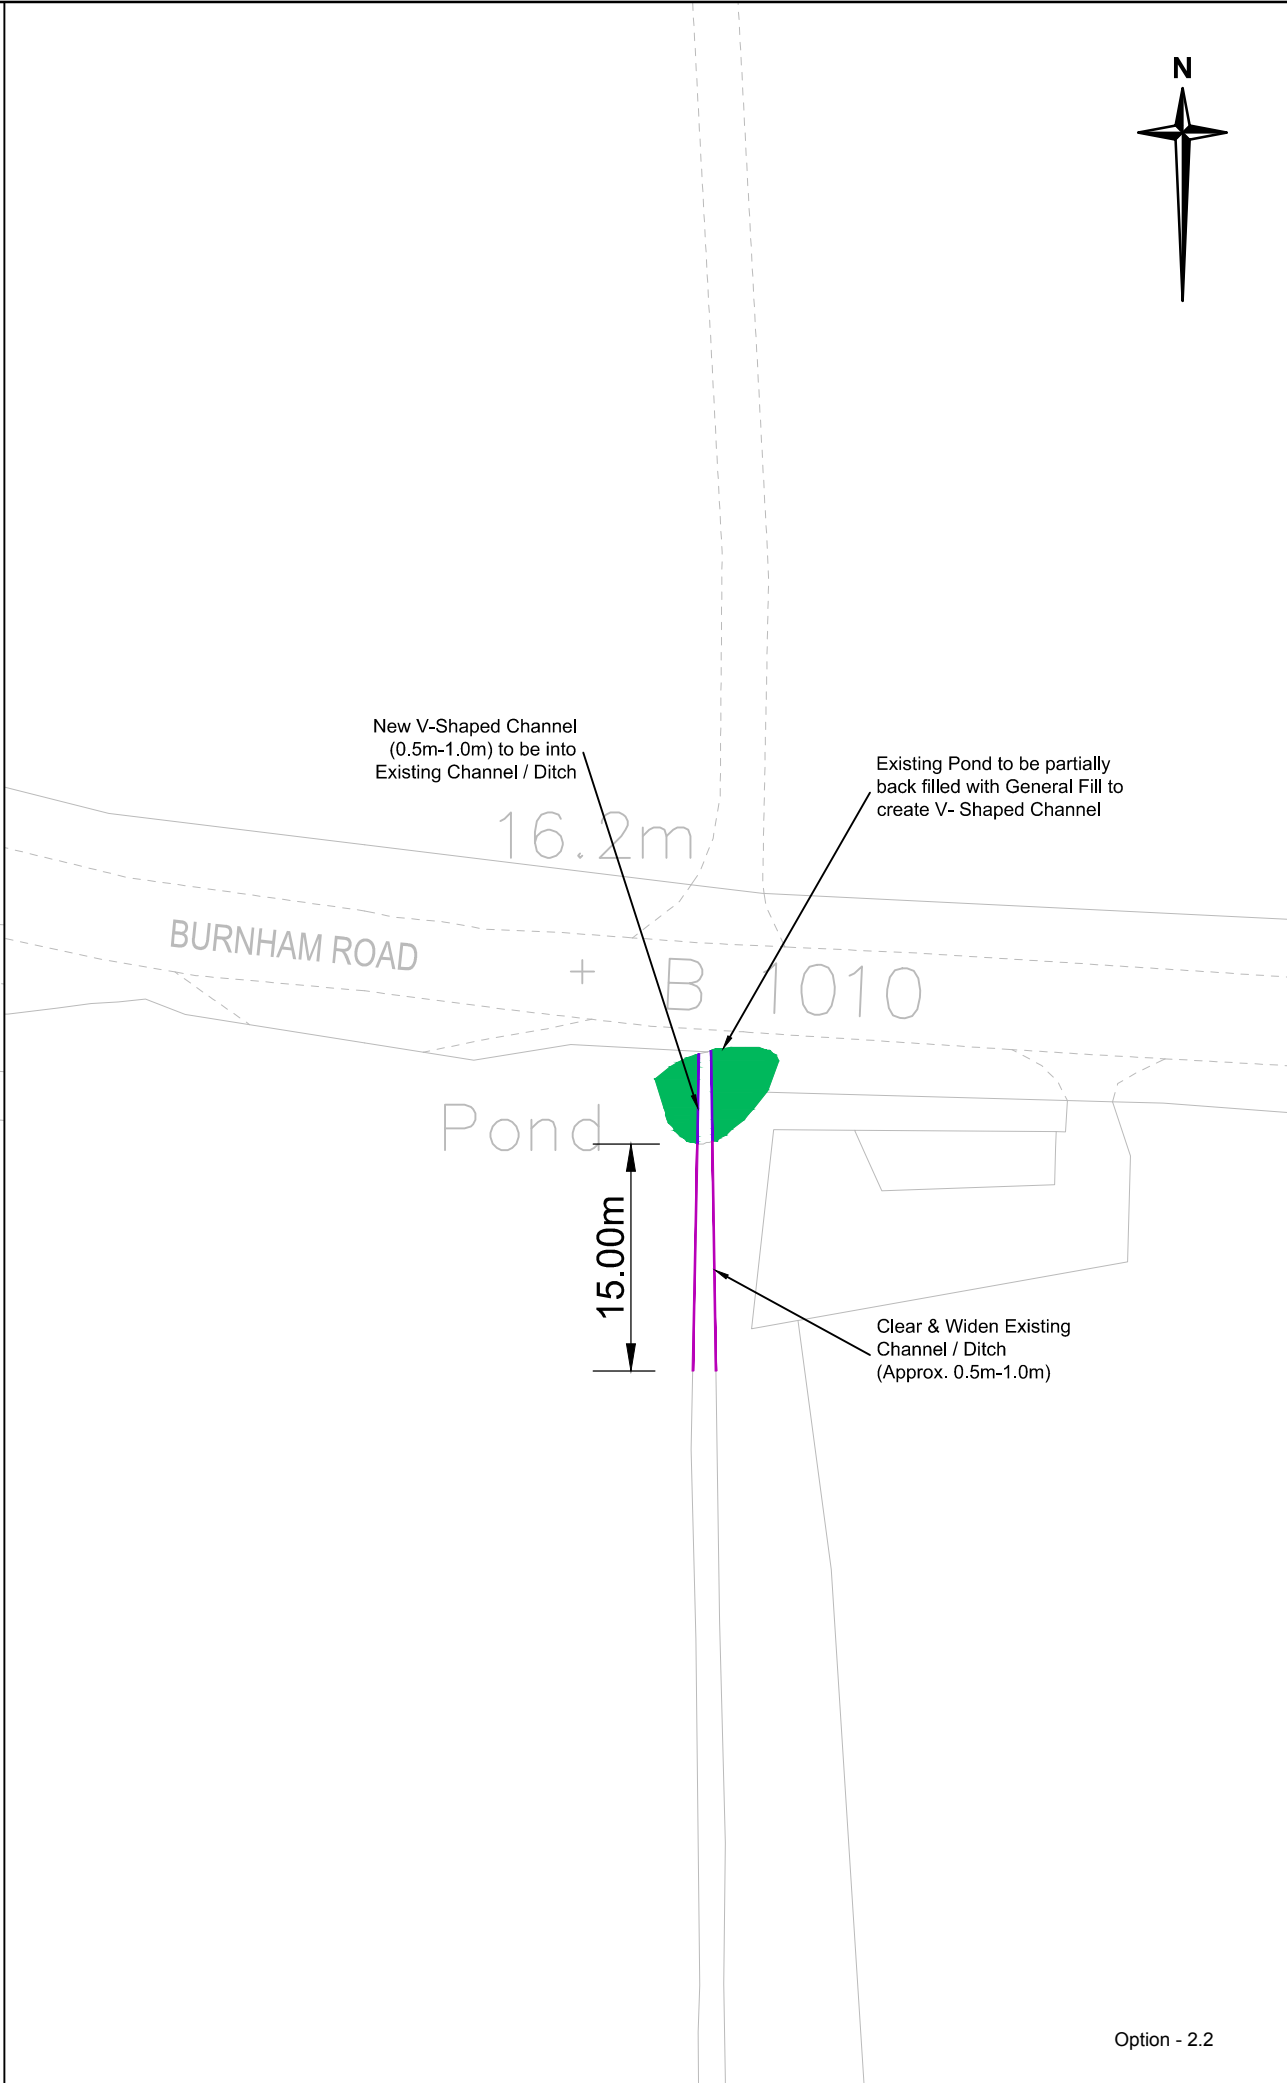 N
New V-Shaped Channel
(0.5m-1.0m) to be into
Existing Channel / Ditch
Existing Pond to be partially
back filled with General Fill to
create V- Shaped Channel
16.2m
BURNHAM ROAD
B 1010
Pond
15.00m
Clear & Widen Existing
Channel / Ditch
(Approx. 0.5m-1.0m)
Option - 2.2